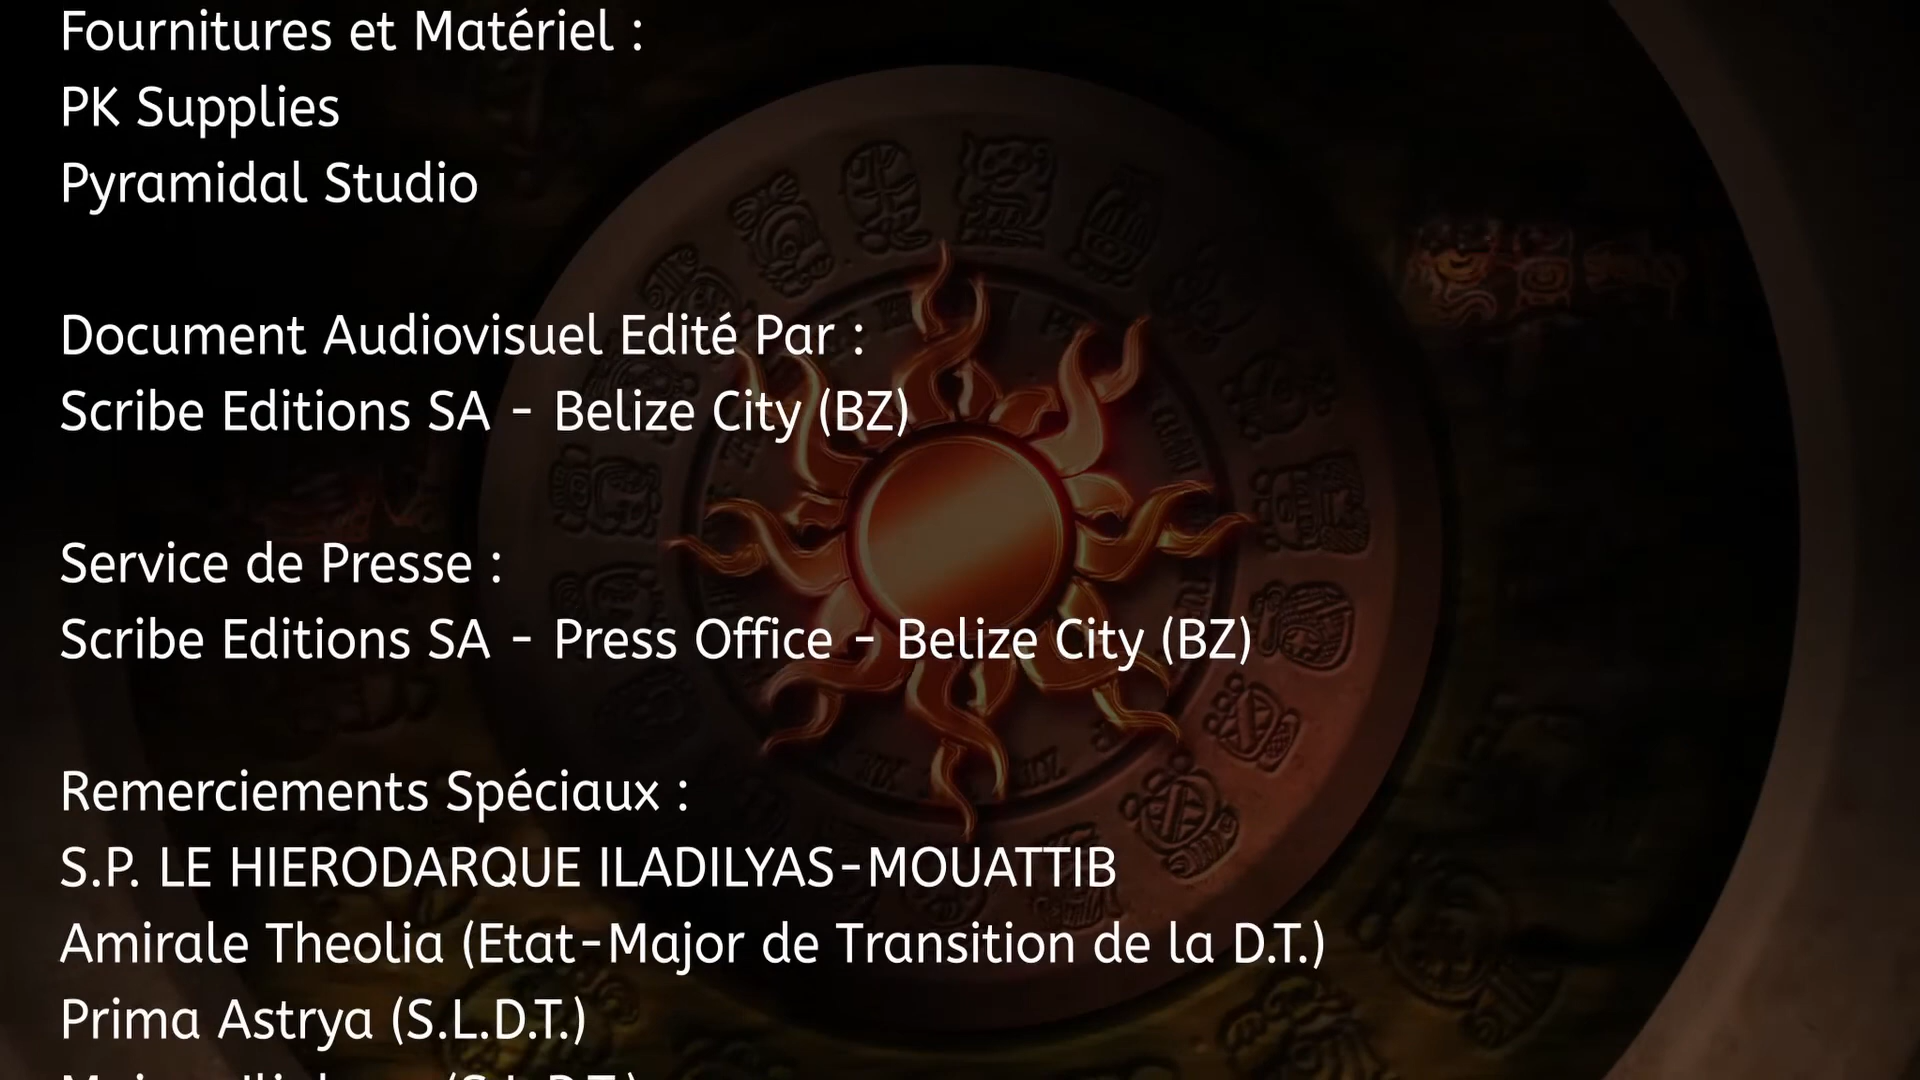 Fournitures et Matériel :
PK Supplies
Pyramidal Studio
Document Audiovisuel Edité Par :
Scribe Editions SA - Belize City (BZ)
Service de Presse :
Scribe Editions SA - Press Office - Belize City (BZ)
Remerciements Spéciaux :
S.P. LE HIERODARQUE ILADILYAS-MOUATTIB
Amirale Theolia (Etat-Major de Transition de la D.T.)
Prima Astrya (S.L.D.T.)
(S.L.D.T.)